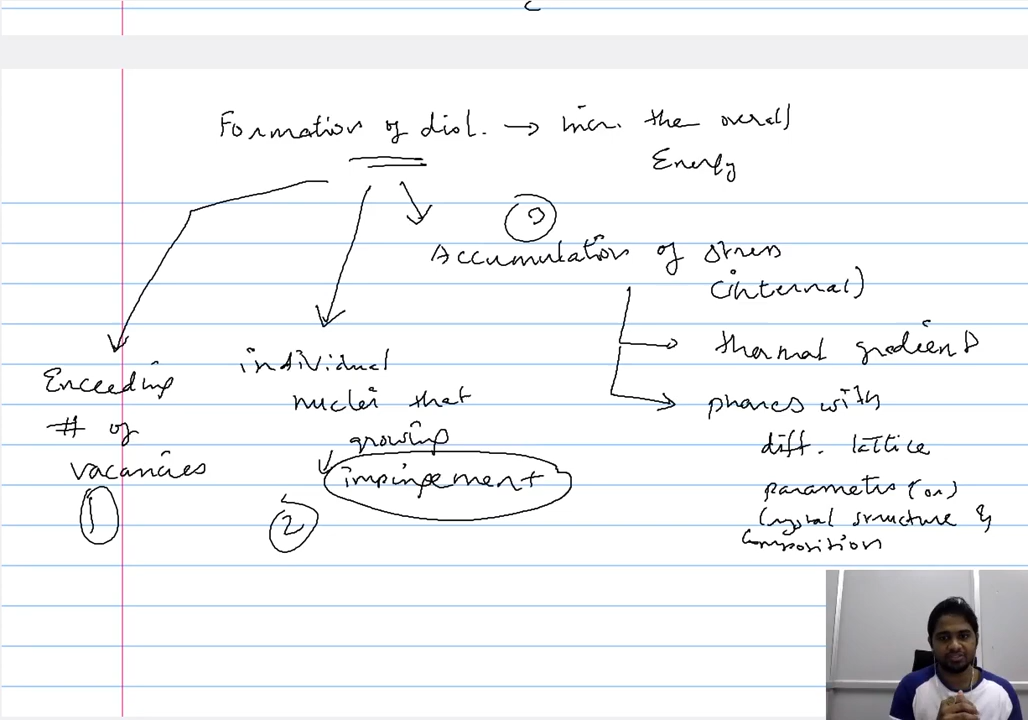 Formation of disl. → incr. the overall
Energy
3
Accumulation of stress
(internal)
thermal gradient
phases with
diff. lattice
parameters (or)
Crystal structure &
Composition
individual
nuclei that
growing
impingement
2
Exceeding
# of
vacancies
1